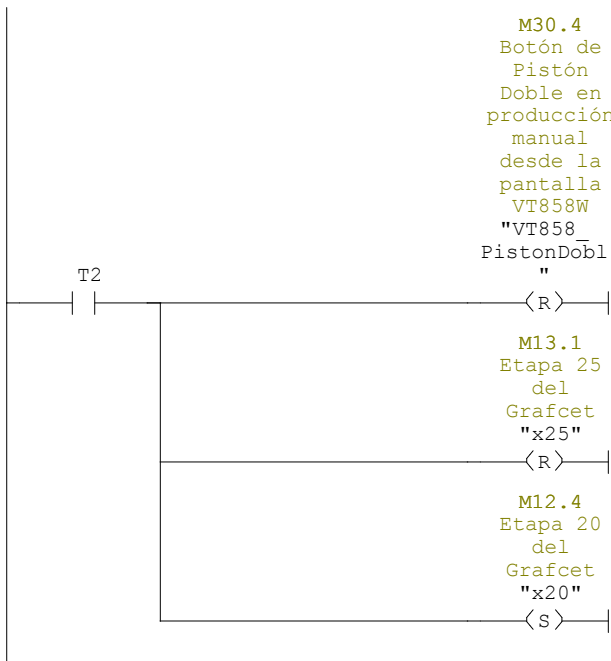 M30.4
Botón de
Pistón
Doble en
producción
manual
desde la
pantalla
VT858W
"VT858_
PistonDobl
"
T2
R
M13.1
Etapa 25
del
Grafcet
"x25"
R
M12.4
Etapa 20
del
Grafcet
"x20"
S